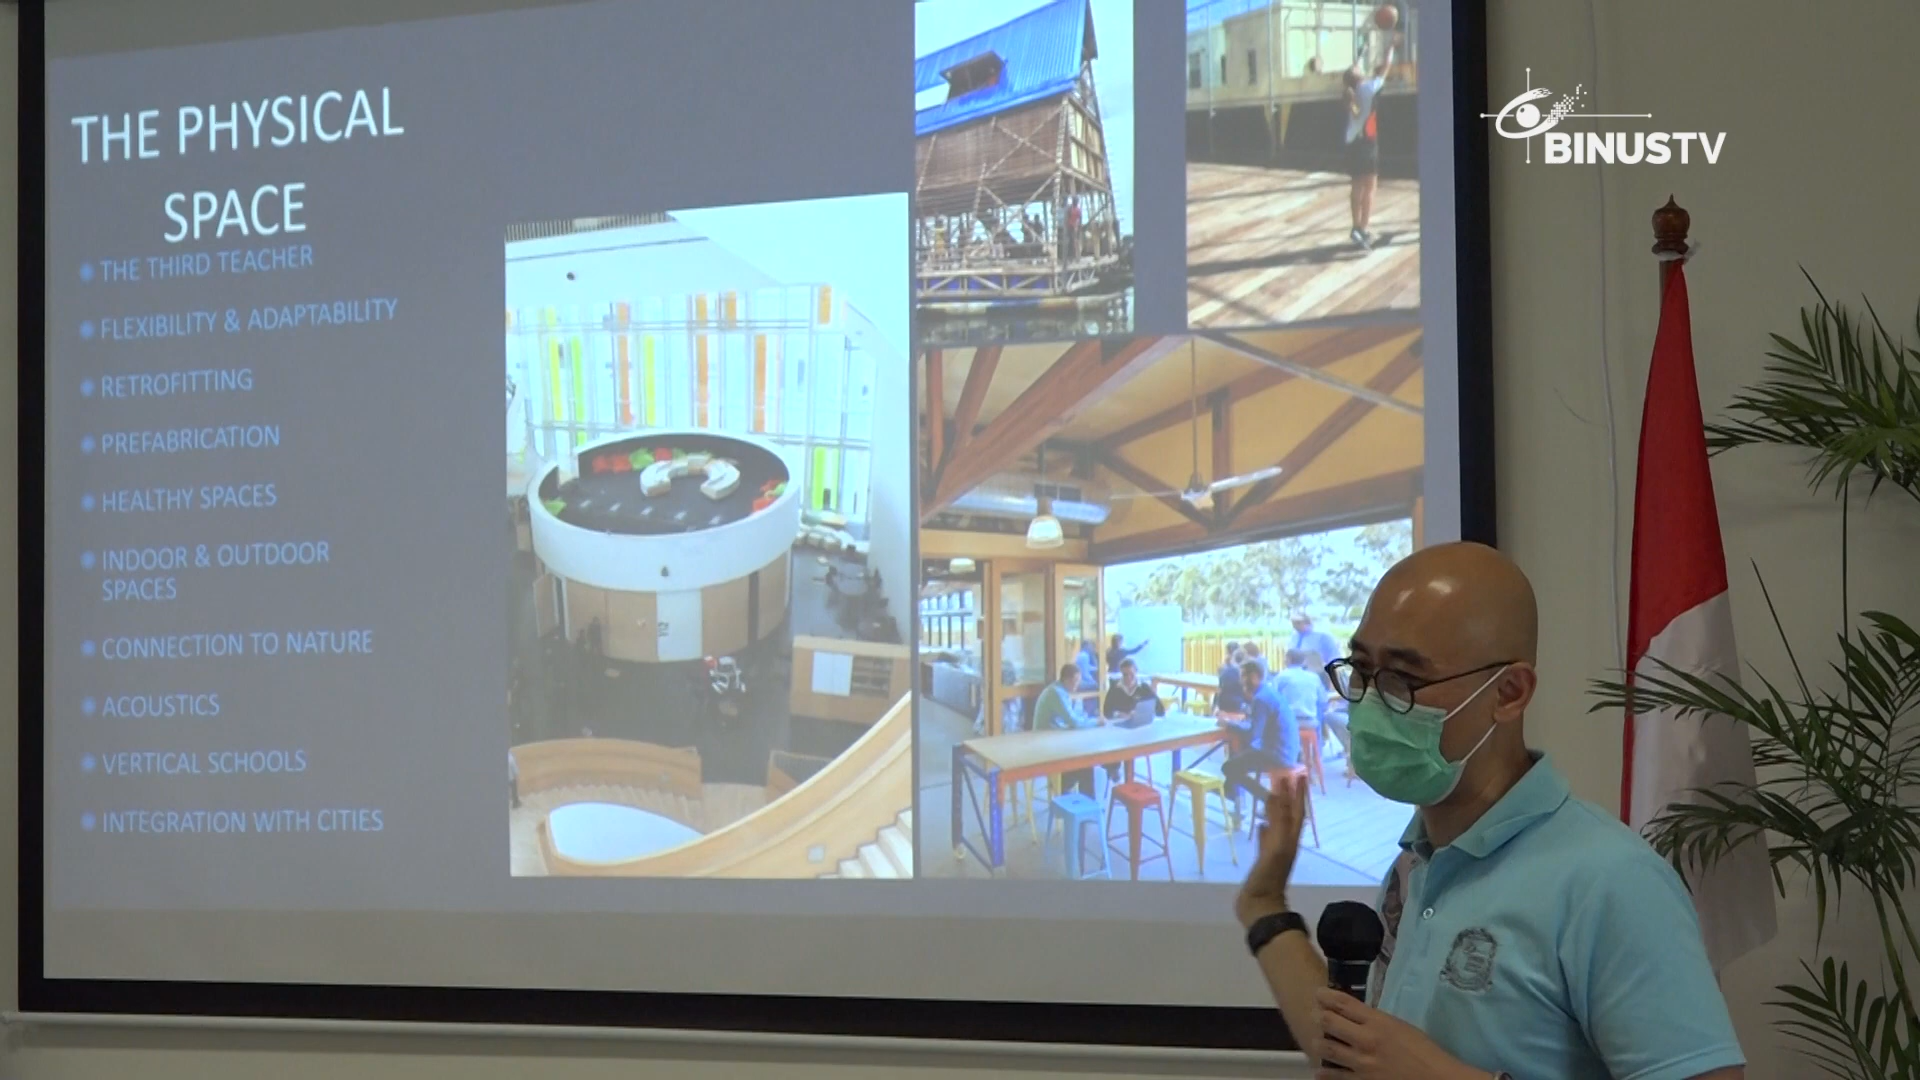 THE PHYSICAL
SPACE
THE THIRD TEACHER
FLEXIBILITY & ADAPTABILITY
RETROFITTING
PREFABRICATION
HEALTHY SPACES
INDOOR & OUTDOOR
SPACES
CONNECTION TO NATURE
ACOUSTICS
VERTICAL SCHOOLS
INTEGRATION WITH CITIES
BINUSTV